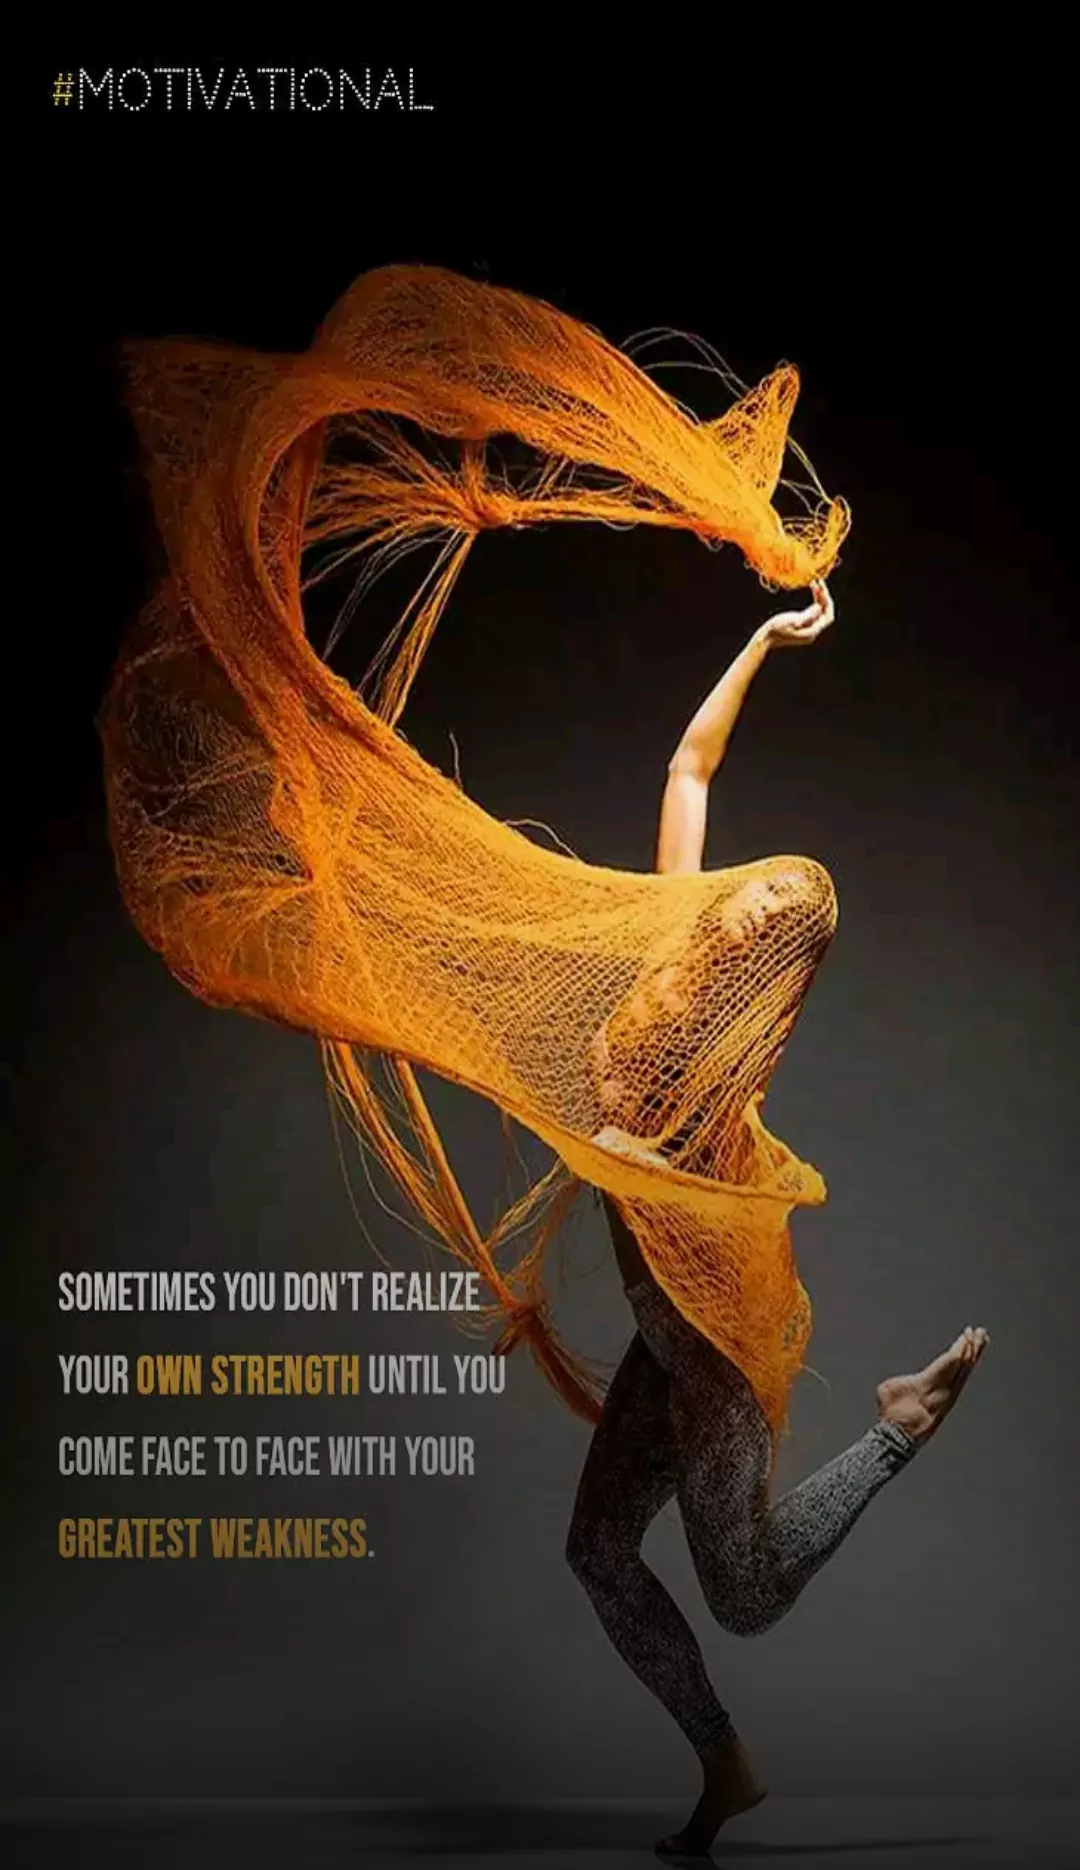 #MOTIVATIONAL
SOMETIMES YOU DON'T REALIZE
YOUR OWN STRENGTH UNTIL YOU
COME FACE TO FACE WITH YOUR
GREATEST WEAKNESS.